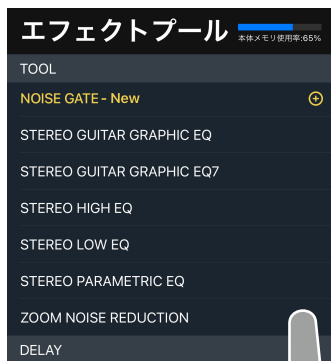 エフェクトプール
本体メモリ使用率:65%
TOOL
NOISE GATE - New
STEREO GUITAR GRAPHIC EQ
STEREO GUITAR GRAPHIC EQ7
STEREO HIGH EQ
STEREO LOW EQ
STEREO PARAMETRIC EQ
ZOOM NOISE REDUCTION
DELAY